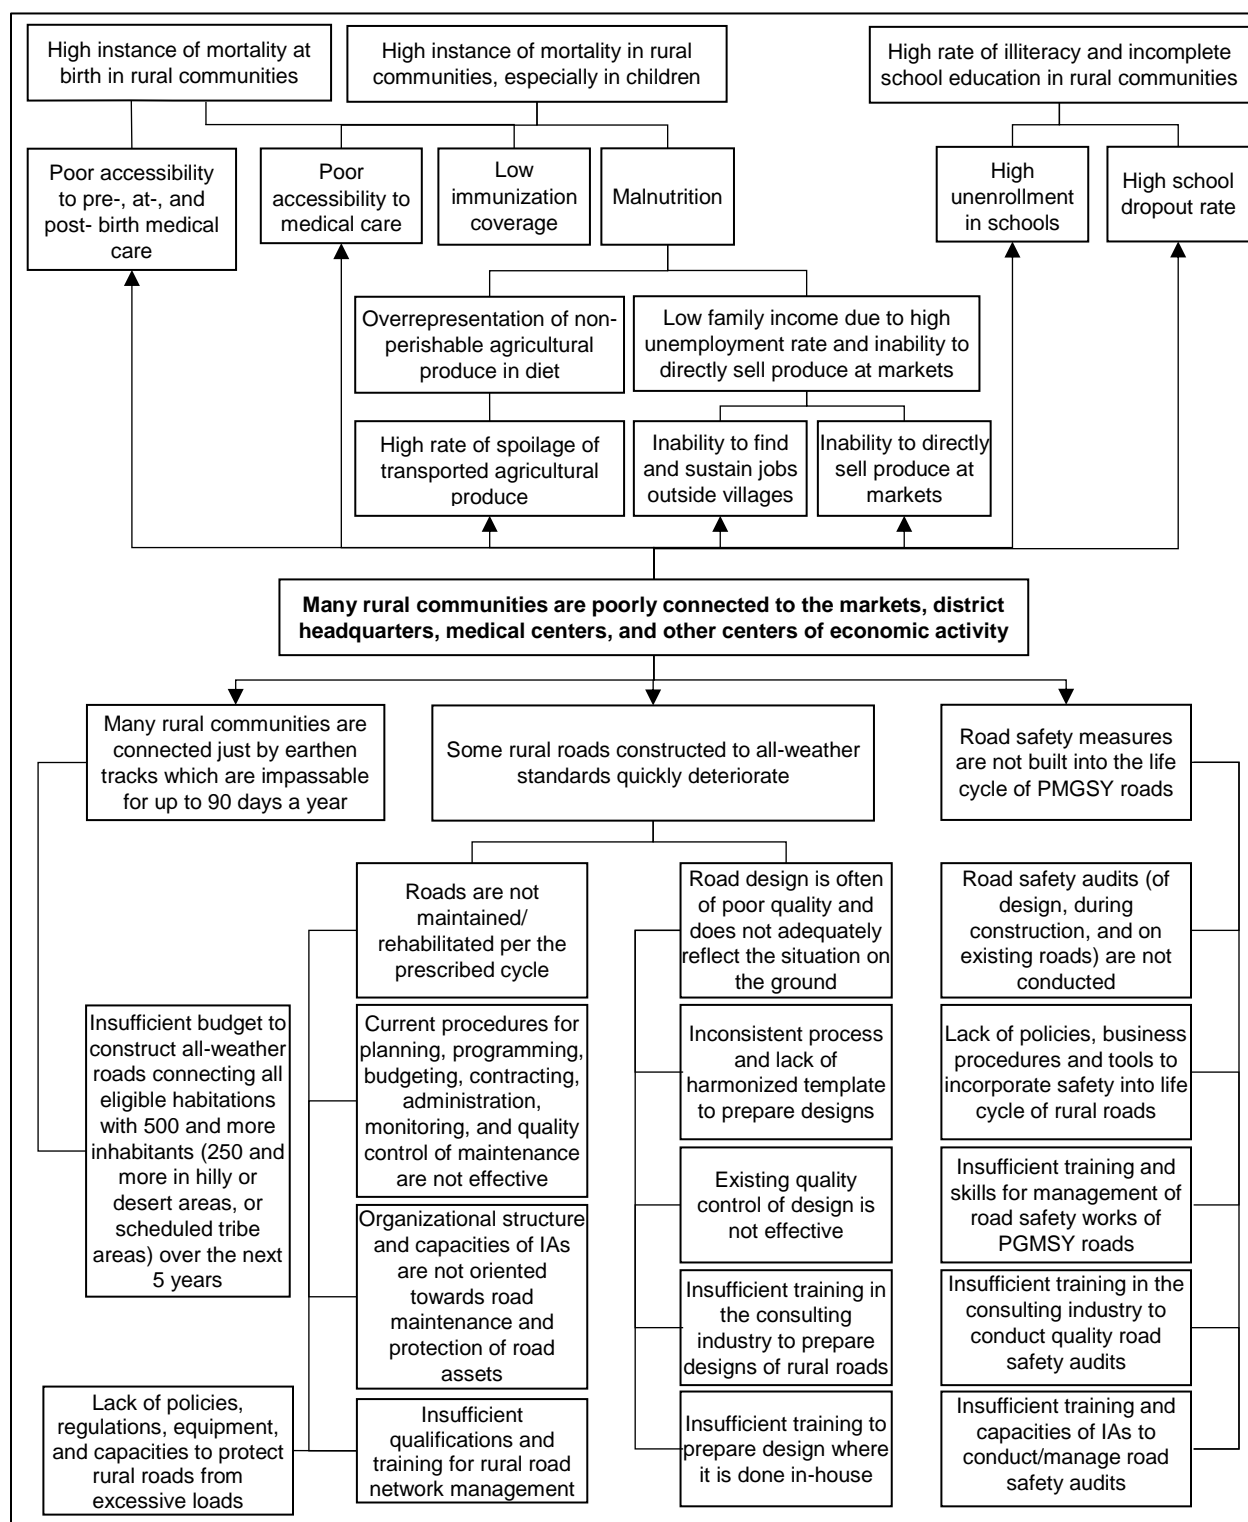 High instance of mortality at
birth in rural communities
High instance of mortality in rural
communities, especially in children
High rate of illiteracy and incomplete
school education in rural communities
Poor accessibility
to pre-, at-, and
post- birth medical
care
Poor
accessibility to
medical care
Low
immunization
coverage
Malnutrition
High
unenrollment
in schools
High school
dropout rate
Overrepresentation of non-
perishable agricultural
produce in diet
Low family income due to high
unemployment rate and inability to
directly sell produce at markets
High rate of spoilage of
transported agricultural
produce
Inability to find
and sustain jobs
outside villages
Inability to directly
sell produce at
markets
Many rural communities are poorly connected to the markets, district
headquarters, medical centers, and other centers of economic activity
Many rural communities are
connected just by earthen
tracks which are impassable
for up to 90 days a year
Some rural roads constructed to all-weather
standards quickly deteriorate
Road safety measures
are not built into the life
cycle of PMGSY roads
Roads are not
maintained/
rehabilitated per the
prescribed cycle
Road design is often
of poor quality and
does not adequately
reflect the situation on
the ground
Road safety audits (of
design, during
construction, and on
existing roads) are not
conducted
Insufficient budget to
construct all-weather
roads connecting all
eligible habitations
with 500 and more
inhabitants (250 and
more in hilly or
desert areas, or
scheduled tribe
areas) over the next
5 years
Current procedures for
planning, programming,
budgeting, contracting,
administration,
monitoring, and quality
control of maintenance
are not effective
Inconsistent process
and lack of
harmonized template
to prepare designs
Lack of policies, business
procedures and tools to
incorporate safety into life
cycle of rural roads
Existing quality
control of design is
not effective
Insufficient training and
skills for management of
road safety works of
PGMSY roads
Organizational structure
and capacities of IAs
are not oriented
towards road
maintenance and
protection of road
assets
Insufficient training in
the consulting
industry to prepare
designs of rural roads
Insufficient training in the
consulting industry to
conduct quality road
safety audits
Lack of policies,
regulations, equipment,
and capacities to protect
rural roads from
excessive loads
Insufficient
qualifications and
training for rural road
network management
Insufficient training to
prepare design where
it is done in-house
Insufficient training and
capacities of IAs to
conduct/manage road
safety audits